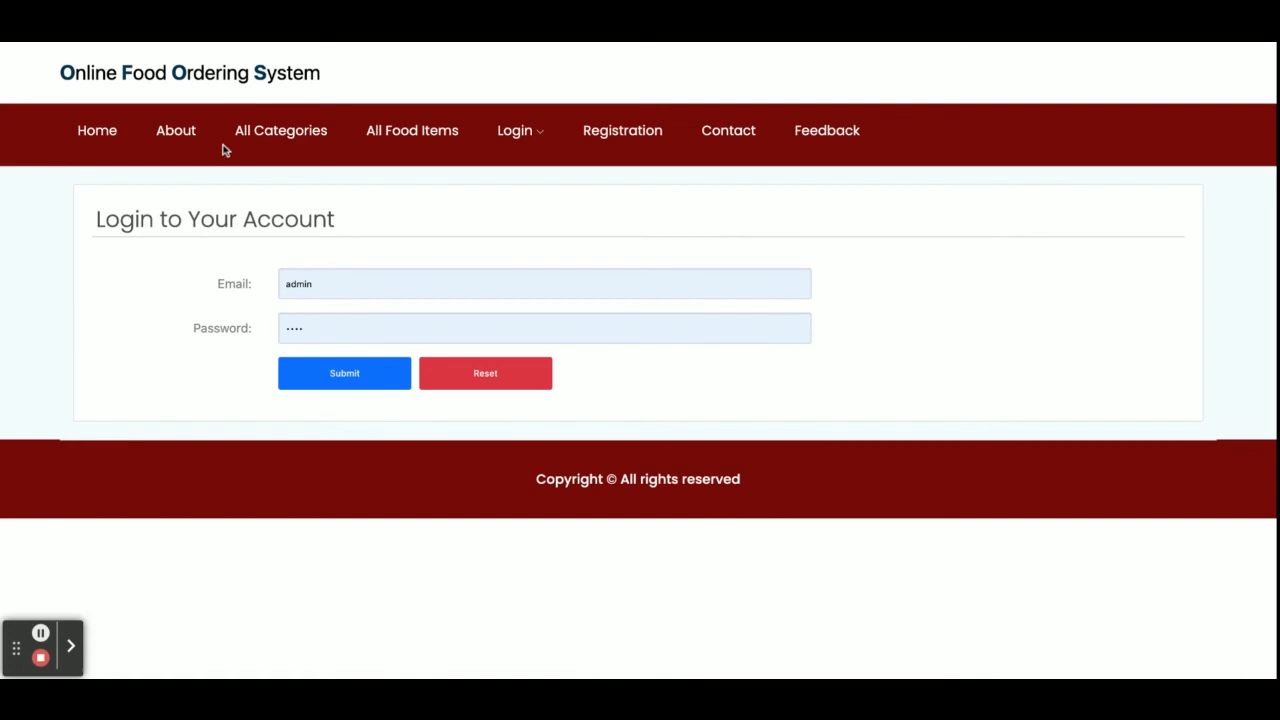 Online Food Ordering System
Home About All Categories All Food Items Login Registration Contact Feedback
Login to Your Account
Email: admin
Password: ····
Submit Reset
Copyright © All rights reserved